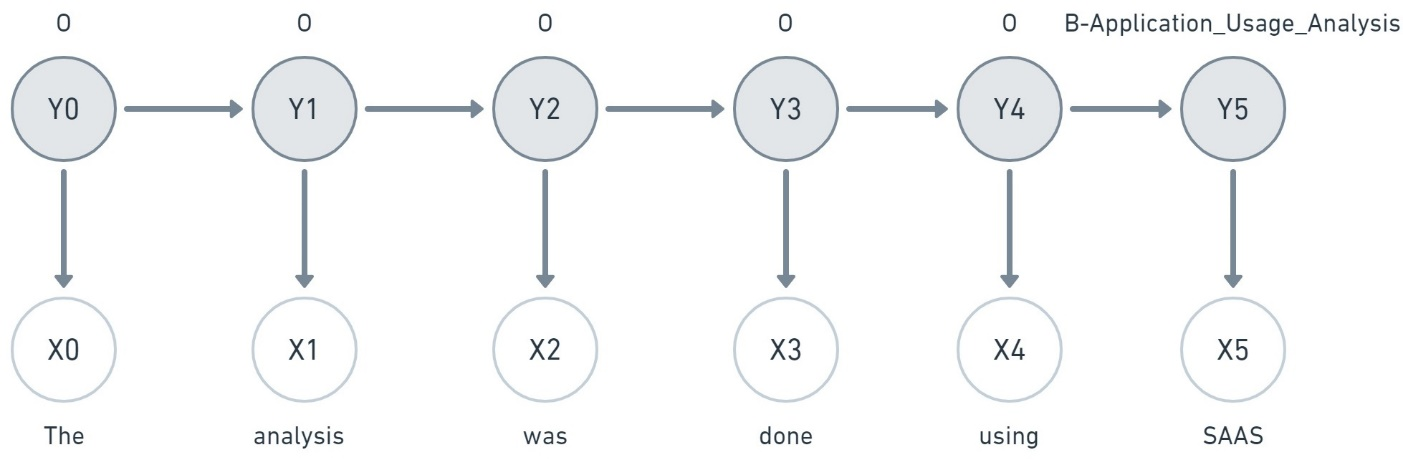 O O O O O B-Application_Usage_Analysis
Y0 Y1 Y2 Y3 Y4 Y5
X0 X1 X2 X3 X4 X5
The analysis was done using SAAS